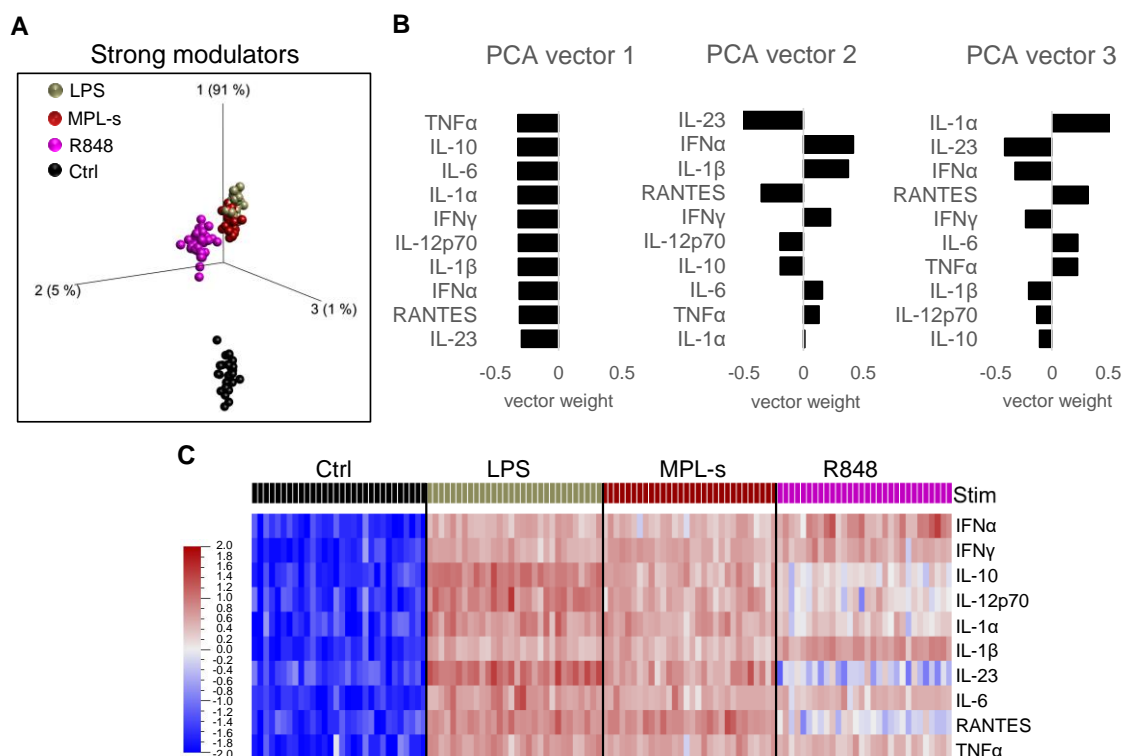 A
Strong modulators
LPS
MPL-s
R848
Ctrl
1 (91 %)
2 (5 %)
3 (1 %)
B
PCA vector 1
TNFα
IL-10
IL-6
IL-1α
IFNγ
IL-12p70
IL-1β
IFNα
RANTES
IL-23
-0.5 0 0.5
vector weight
PCA vector 2
IL-23
IFNα
IL-1β
RANTES
IFNγ
IL-12p70
IL-10
IL-6
TNFα
IL-1α
-0.5 0 0.5
vector weight
PCA vector 3
IL-1α
IL-23
IFNα
RANTES
IFNγ
IL-6
TNFα
IL-1β
IL-12p70
IL-10
-0.5 0 0.5
vector weight
C
Ctrl LPS MPL-s R848
Stim
2.0
1.8
1.6
1.4
1.2
1.0
0.8
0.6
0.4
0.2
0.0
-0.2
-0.4
-0.6
-0.8
-1.0
-1.2
-1.4
-1.6
-1.8
-2.0
IFNα
IFNγ
IL-10
IL-12p70
IL-1α
IL-1β
IL-23
IL-6
RANTES
TNFα